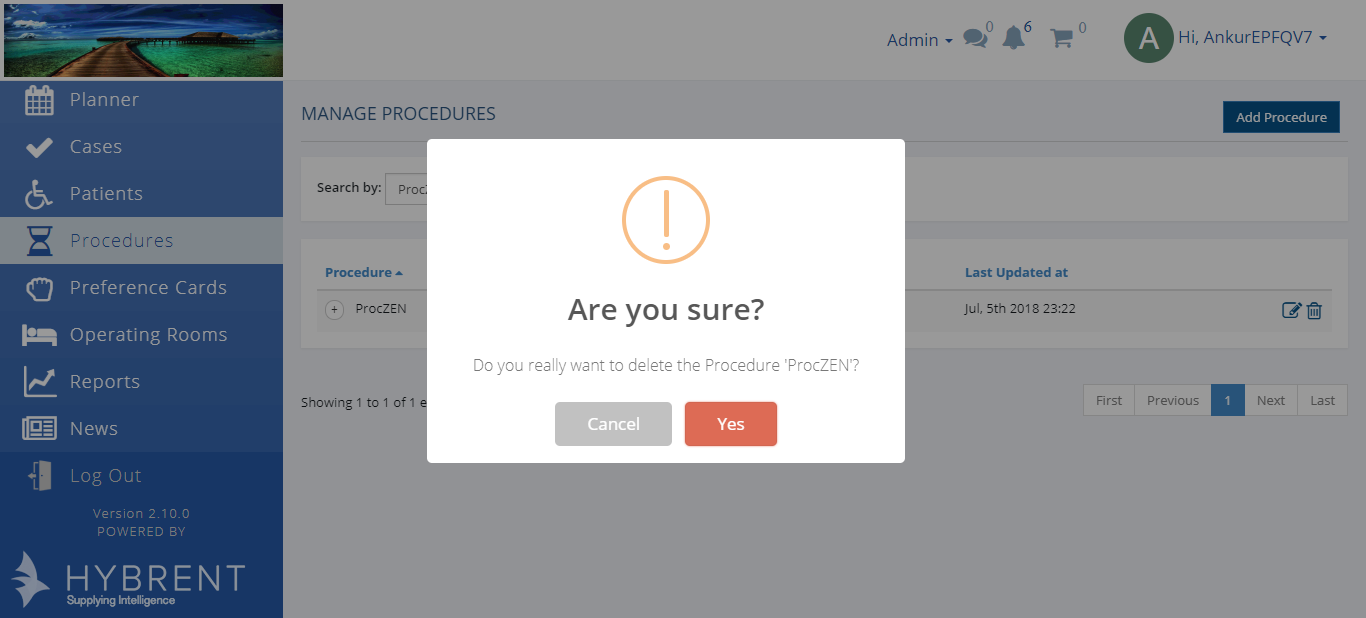 Admin 0 6 0 A Hi, AnkurEPFQV7
Planner
Cases
Patients
Procedures
Preference Cards
Operating Rooms
Reports
News
Log Out
Version 2.10.0
POWERED BY
HYBRENT
Supplying Intelligence
MANAGE PROCEDURES
Add Procedure
Search by:
Procedure Last Updated at
ProcZEN Jul, 5th 2018 23:22
Showing 1 to 1 of 1
First Previous 1 Next Last
Are you sure?
Do you really want to delete the Procedure 'ProcZEN'?
Cancel Yes